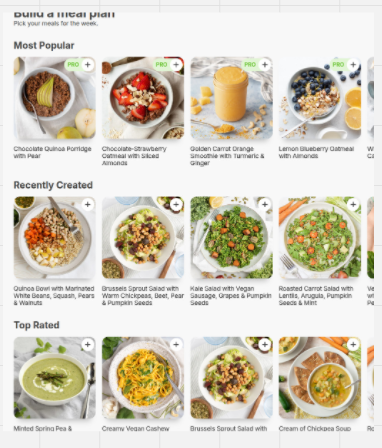 Build a meal plan
Pick your meals for the week.
Most Popular
PRO +
PRO +
PRO +
PRO +
Chocolate Quinoa Porridge
with Pear
Chocolate-Strawberry
Oatmeal with Sliced
Almonds
Golden Carrot Orange
Smoothie with Turmeric &
Ginger
Lemon Blueberry Oatmeal
with Almonds
Recently Created
+
+
+
+
Quinoa Bowl with Marinated
White Beans, Squash, Pears
& Walnuts
Brussels Sprout Salad with
Warm Chickpeas, Beet, Pear
& Pumpkin Seeds
Kale Salad with Vegan
Sausage, Grapes & Pumpkin
Seeds
Roasted Carrot Salad with
Lentils, Arugula, Pumpkin
Seeds & Mint
Top Rated
+
+
+
+
Minted Spring Pea &
Creamy Vegan Cashew
Brussels Sprout Salad with
Cream of Chickpea Soup